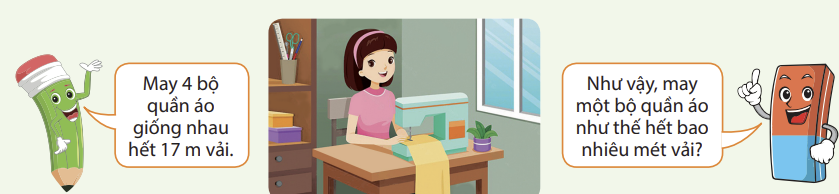 May 4 bộ
quần áo
giống nhau
hết 17 m vải.
Như vậy, may
một bộ quần áo
như thế hết bao
nhiêu mét vải?